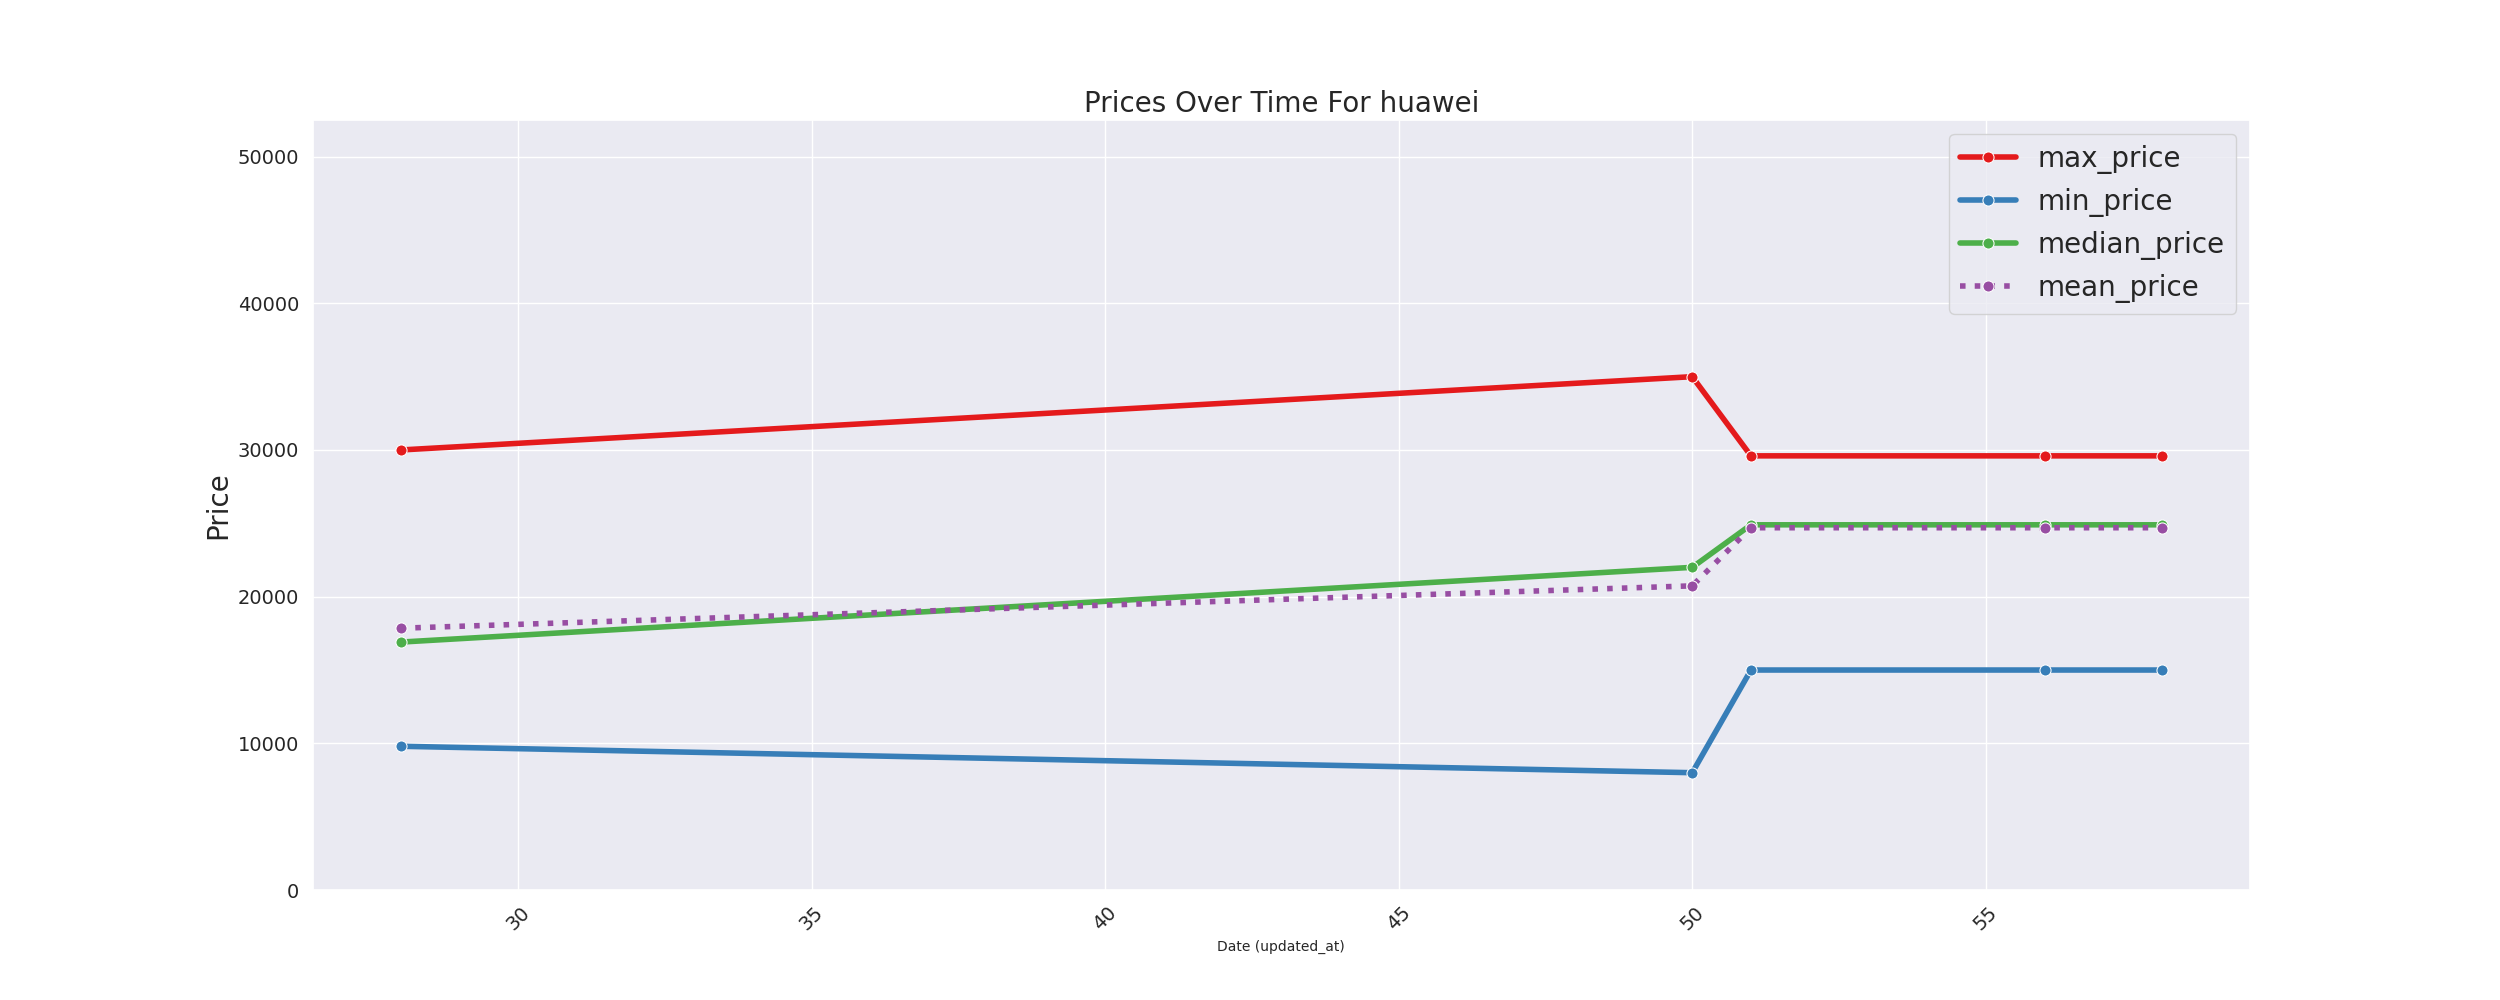 Prices Over Time For huawei
50000
40000
30000
20000
10000
0
Price
max_price
min_price
median_price
mean_price
30
35
40
45
50
55
Date (updated_at)